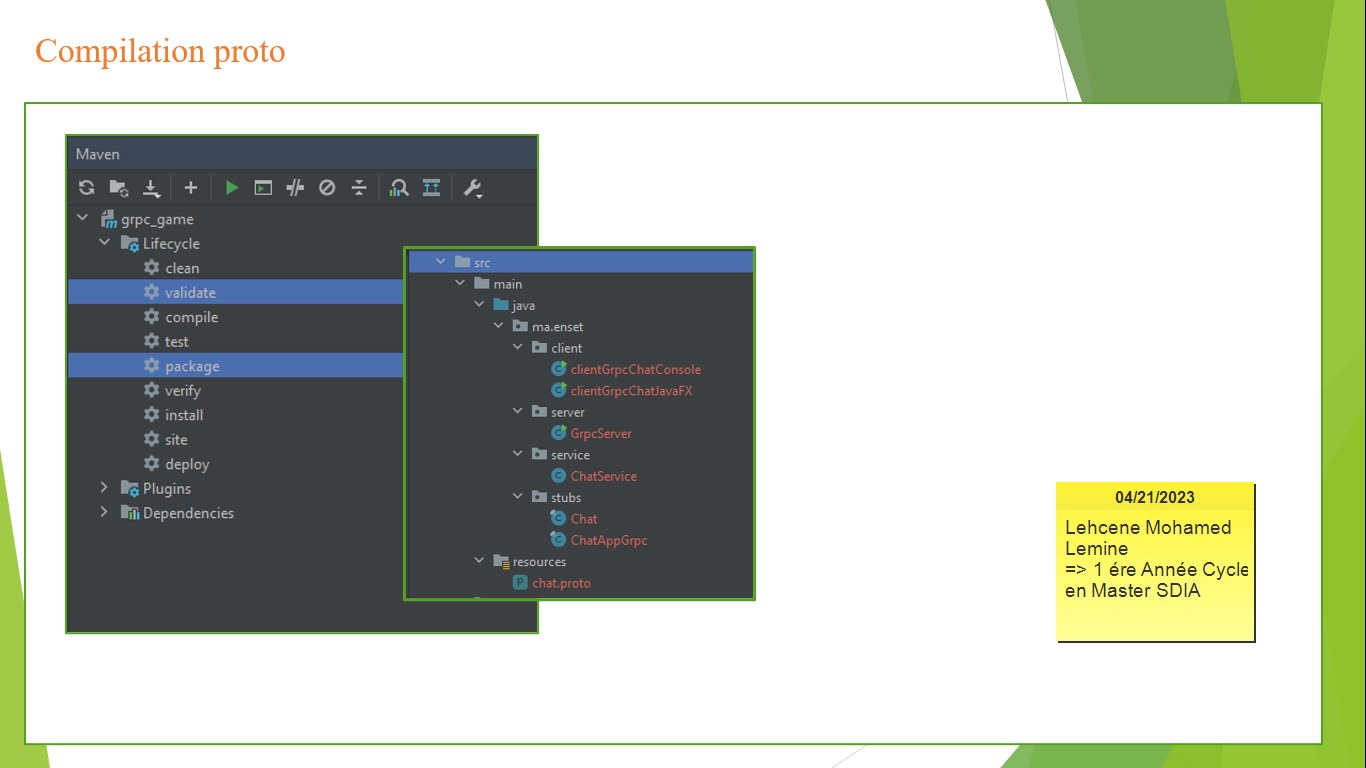 Compilation proto
Maven
grpc_game
Lifecycle
clean
validate
compile
test
package
verify
install
site
deploy
Plugins
Dependencies
src
main
java
ma.enset
client
clientGrpcChatConsole
clientGrpcChatJavaFX
server
GrpcServer
service
ChatService
stubs
Chat
ChatAppGrpc
resources
chat.proto
04/21/2023
Lehcene Mohamed
Lemine
=> 1 ére Année Cycle
en Master SDIA